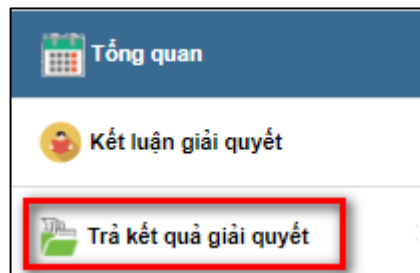 Tổng quan
Kết luận giải quyết
Trả kết quả giải quyết